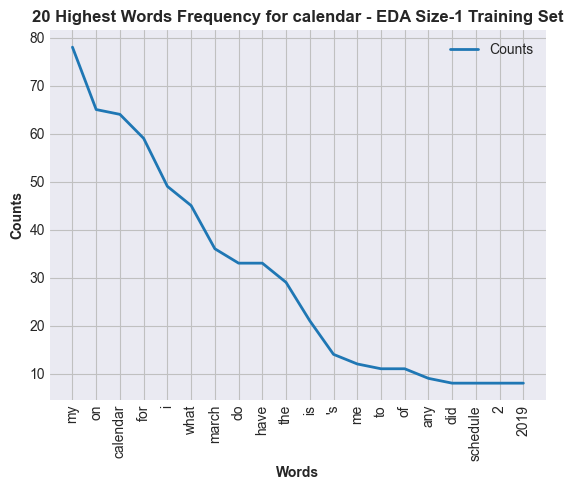 20 Highest Words Frequency for calendar - EDA Size-1 Training Set
Counts
80
70
60
50
40
30
20
10
Counts
my
on
calendar
for
i
what
march
do
have
the
is
's
me
to
of
any
did
schedule
2
2019
Words